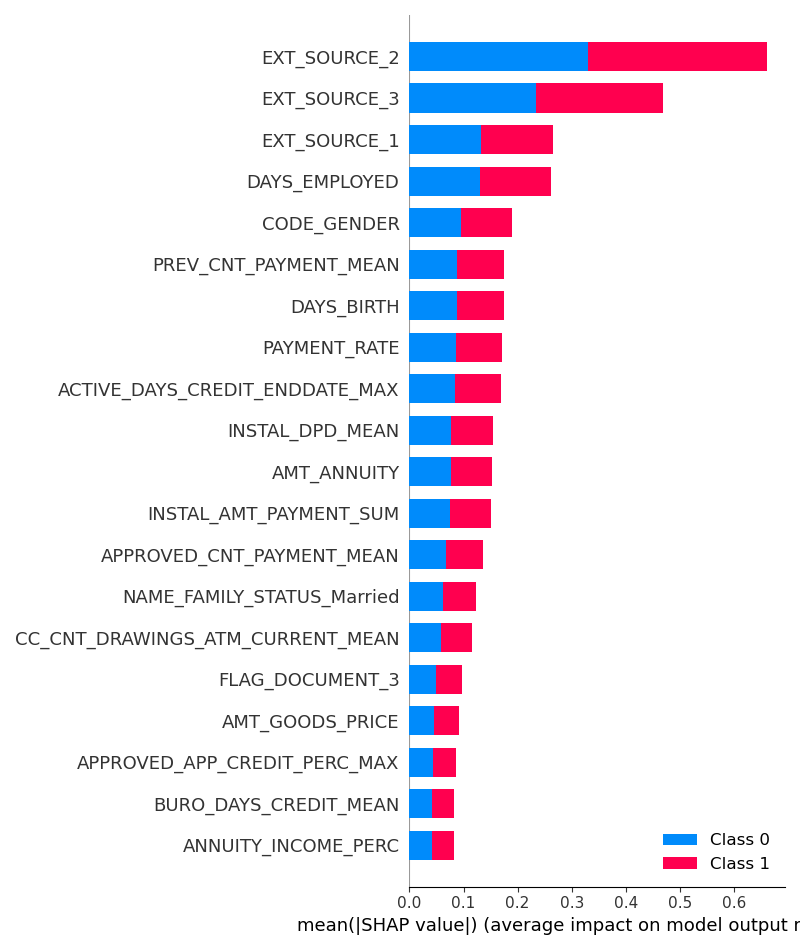 EXT_SOURCE_2
EXT_SOURCE_3
EXT_SOURCE_1
DAYS_EMPLOYED
CODE_GENDER
PREV_CNT_PAYMENT_MEAN
DAYS_BIRTH
PAYMENT_RATE
ACTIVE_DAYS_CREDIT_ENDDATE_MAX
INSTAL_DPD_MEAN
AMT_ANNUITY
INSTAL_AMT_PAYMENT_SUM
APPROVED_CNT_PAYMENT_MEAN
NAME_FAMILY_STATUS_Married
CC_CNT_DRAWINGS_ATM_CURRENT_MEAN
FLAG_DOCUMENT_3
AMT_GOODS_PRICE
APPROVED_APP_CREDIT_PERC_MAX
BURO_DAYS_CREDIT_MEAN
ANNUITY_INCOME_PERC
Class 0
Class 1
0.0 0.1 0.2 0.3 0.4 0.5 0.6
mean(|SHAP value|) (average impact on model output